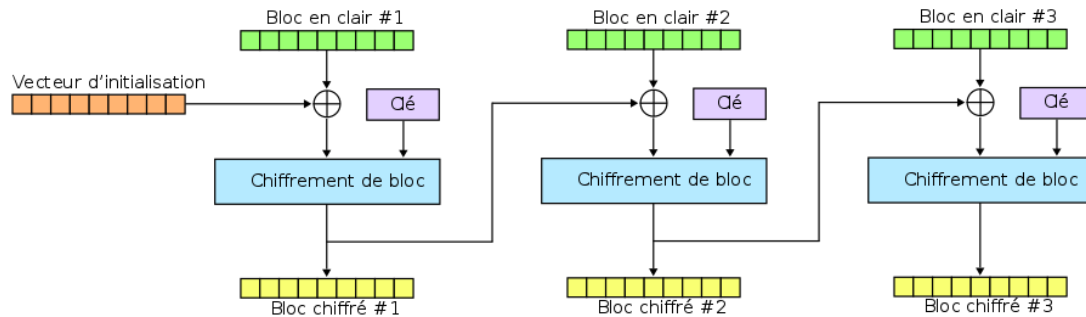 Bloc en clair #1
Bloc en clair #2
Bloc en clair #3
Vecteur d'initialisation
Clé
Clé
Clé
Chiffrement de bloc
Chiffrement de bloc
Chiffrement de bloc
Bloc chiffré #1
Bloc chiffré #2
Bloc chiffré #3